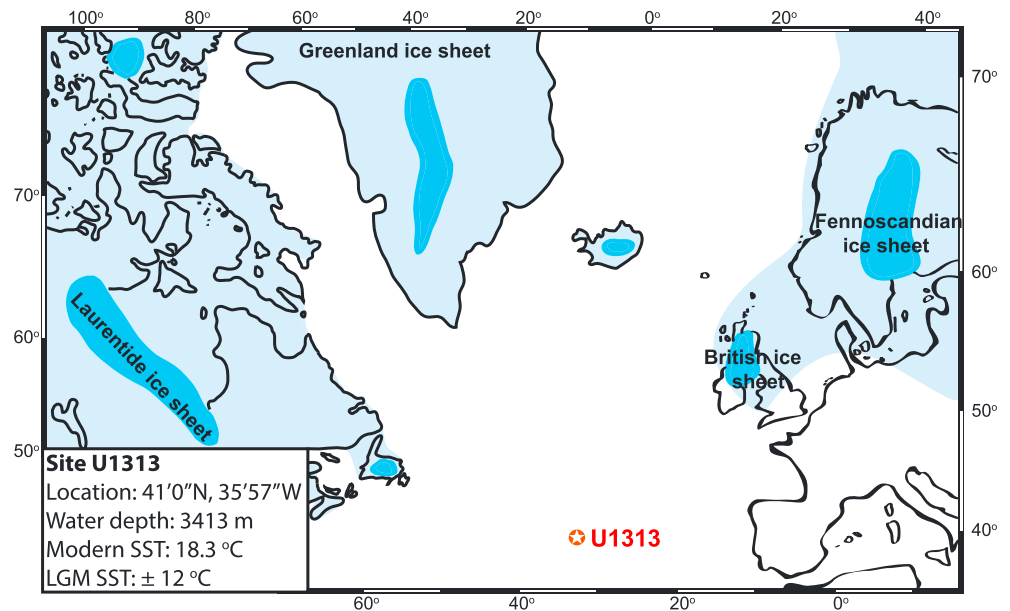 100° 80° 60° 40° 20° 0° 20° 40°
Greenland ice sheet
70°
70°
Fennoscandian
ice sheet
60°
Laurentide ice sheet
60°
British ice
sheet
50°
50°
Site U1313
Location: 41'0"N, 35'57"W
Water depth: 3413 m
Modern SST: 18.3 °C
LGM SST: ± 12 °C
U1313
40°
60° 40° 20° 0°